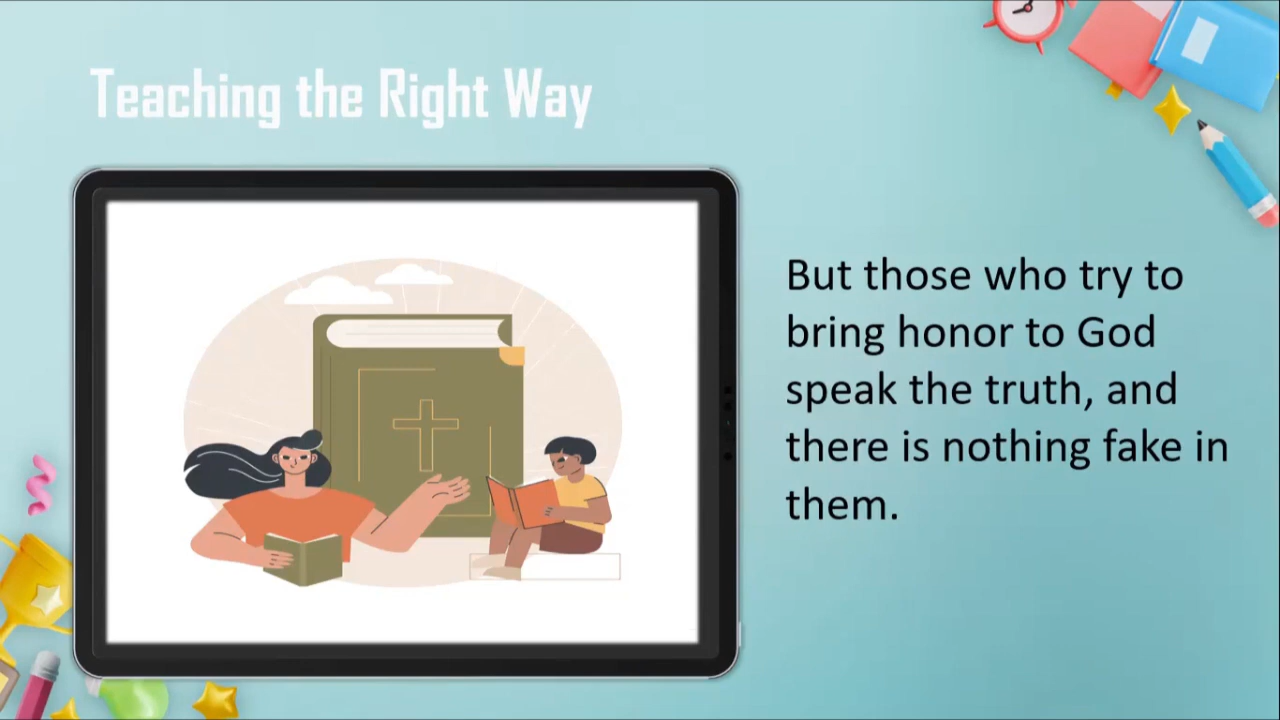 Teaching the Right Way
But those who try to
bring honor to God
speak the truth, and
there is nothing fake in
them.